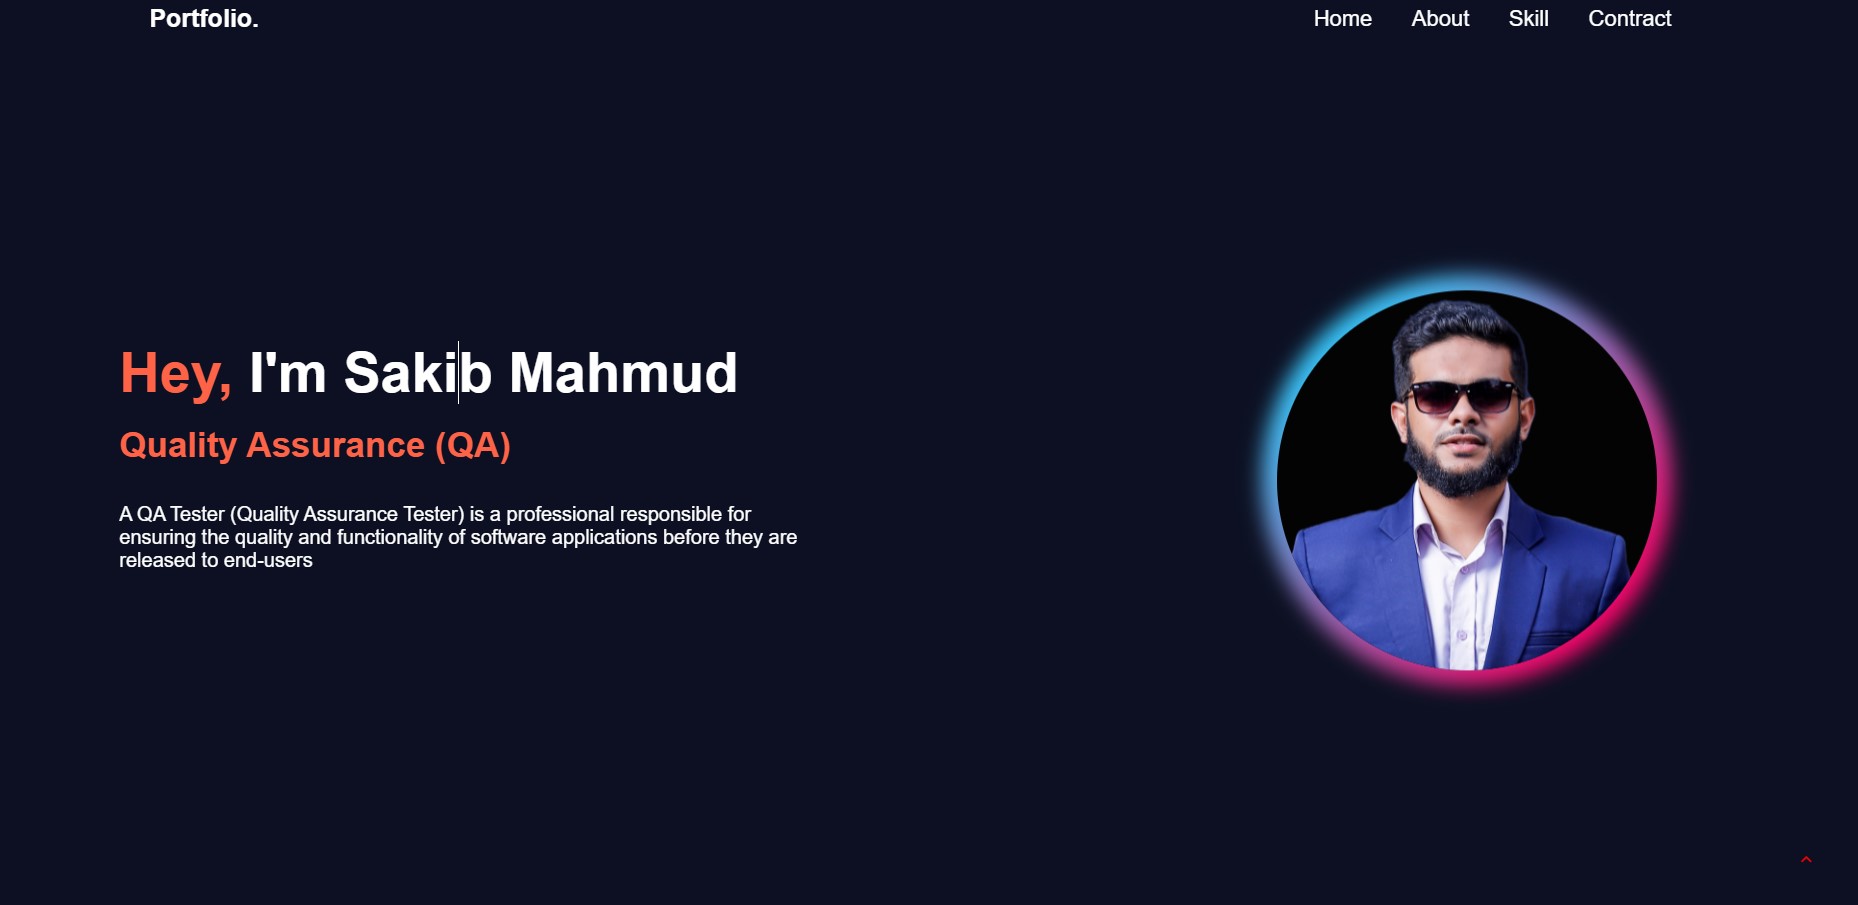 Portfolio.
Home About Skill Contract
Hey, I'm Sakib Mahmud
Quality Assurance (QA)
A QA Tester (Quality Assurance Tester) is a professional responsible for
ensuring the quality and functionality of software applications before they are
released to end-users